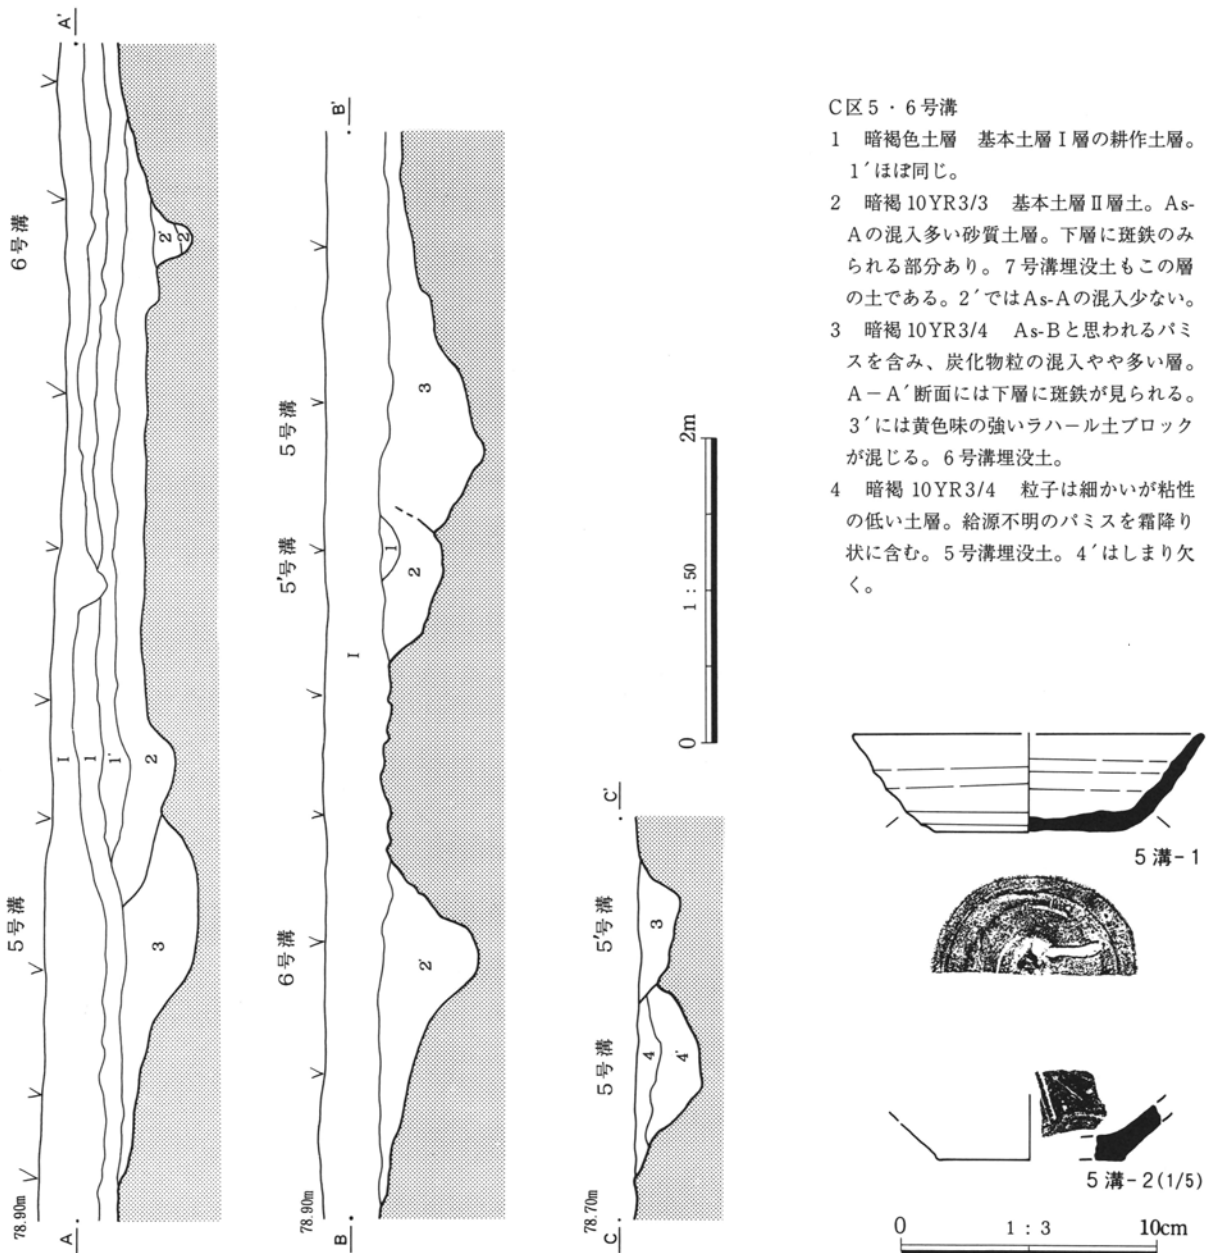 A'
6号溝
2'
2
I
1
1'
2
5号溝
3
78.90m
A
B'
5号溝
3
5'号溝
1
2
I
6号溝
2'
78.90m
B
2m
1：50
0
C'
5'号溝
3
5号溝
4
4'
78.70m
C
C区5・6号溝
1　暗褐色土層　基本土層Ⅰ層の耕作土層。
1´ほぼ同じ。
2　暗褐 10YR3/3　基本土層Ⅱ層土。As-
Aの混入多い砂質土層。下層に斑鉄のみ
られる部分あり。7号溝埋没土もこの層
の土である。2´ではAs-Aの混入少ない。
3　暗褐 10YR3/4　As-Bと思われるパミ
スを含み、炭化物粒の混入やや多い層。
A－A´断面には下層に斑鉄が見られる。
3´には黄色味の強いラハール土ブロック
が混じる。6号溝埋没土。
4　暗褐 10YR3/4　粒子は細かいが粘性
の低い土層。給源不明のパミスを霜降り
状に含む。5号溝埋没土。4´はしまり欠
く。
5溝-1
5溝-2(1/5)
0　1：3　10cm